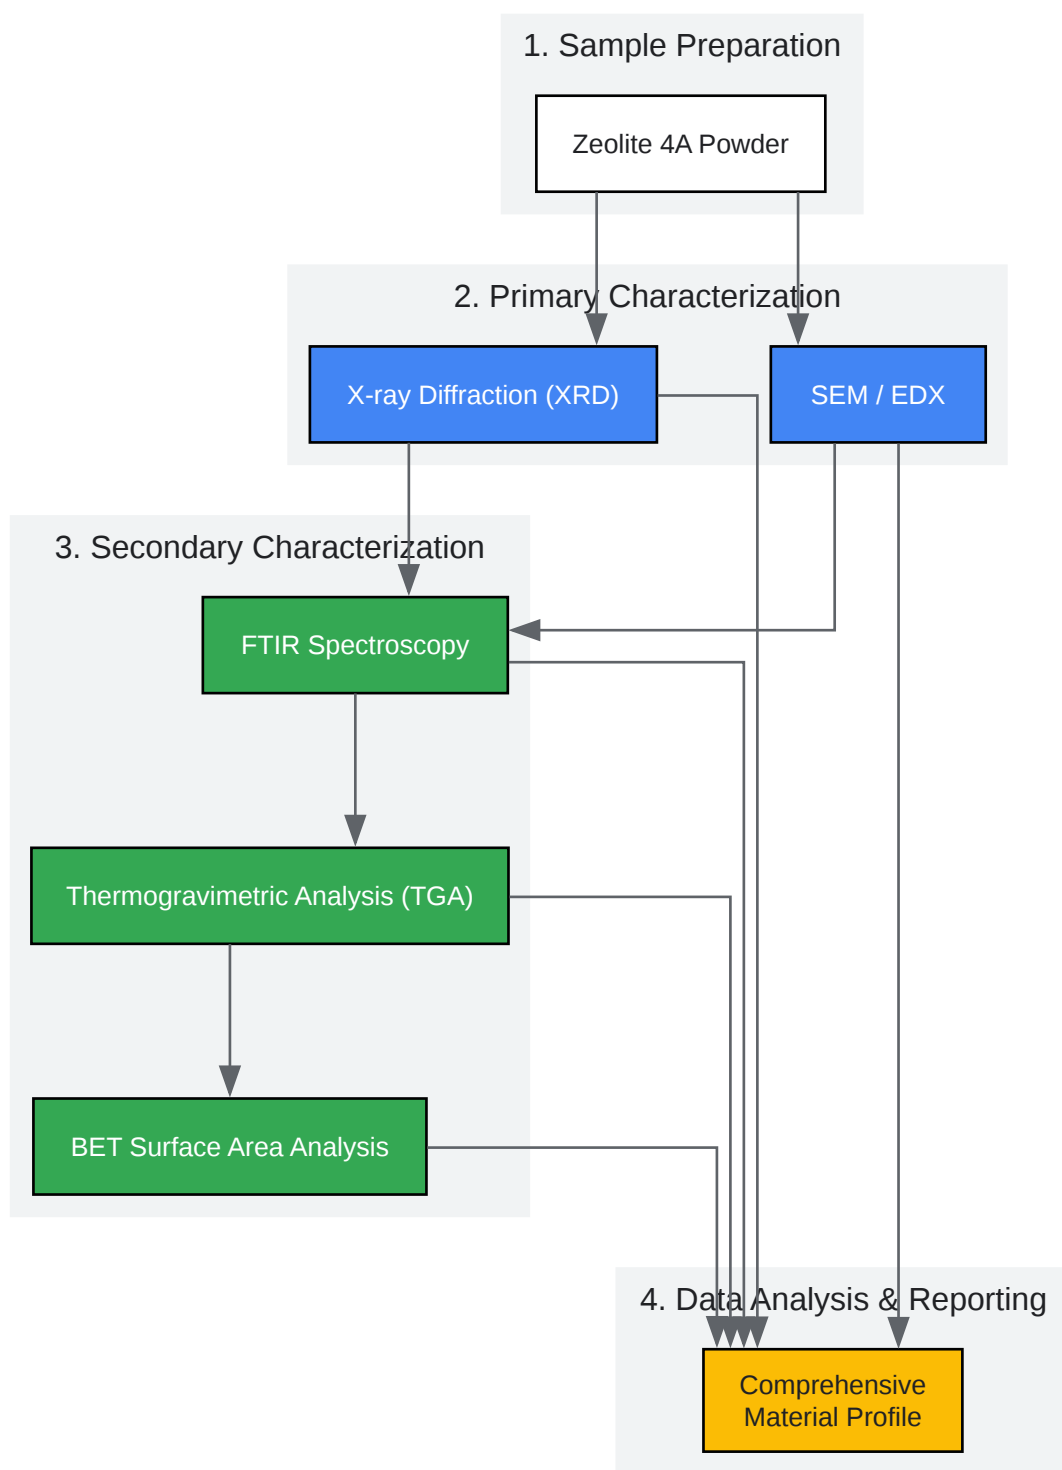 1. Sample Preparation
Zeolite 4A Powder
2. Primary Characterization
X-ray Diffraction (XRD)
SEM / EDX
3. Secondary Characterization
FTIR Spectroscopy
Thermogravimetric Analysis (TGA)
BET Surface Area Analysis
4. Data Analysis & Reporting
Comprehensive
Material Profile